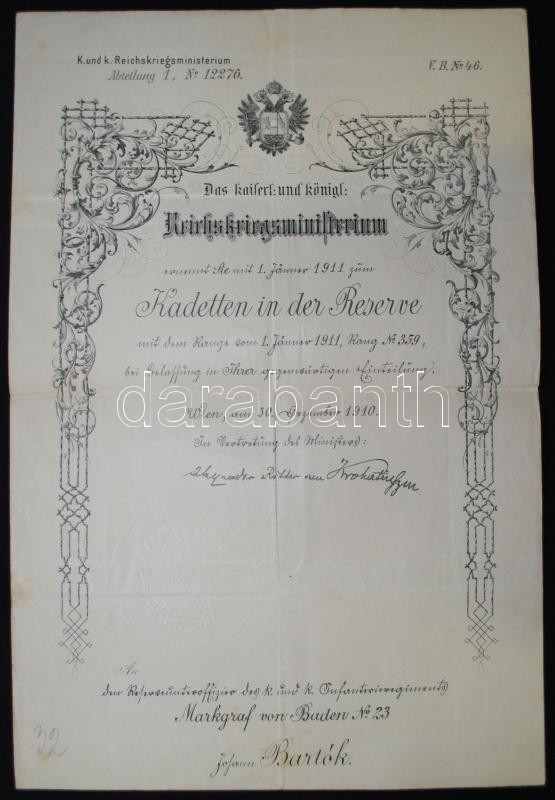 K. und k. Reichskriegsministerium
Abteilung 1, № 12276.
V. B. № 46.
Das kaiserl: und königl:
Reichskriegsministerium
ernennt Sie mit 1. Jänner 1911 zum
Kadetten in der Reserve
mit dem Range vom 1. Jänner 1911, Rang № 359,
bei Belassung in Ihrer gegenwärtigen Einteilung.
darabanth
Wien, am 30. Dezember 1910.
In Vertretung des Ministers:
Ritter von
An
den Reserveunteroffizier des k. und k. Infanterieregiments
Markgraf von Baden № 23
Johann Bartók.
32